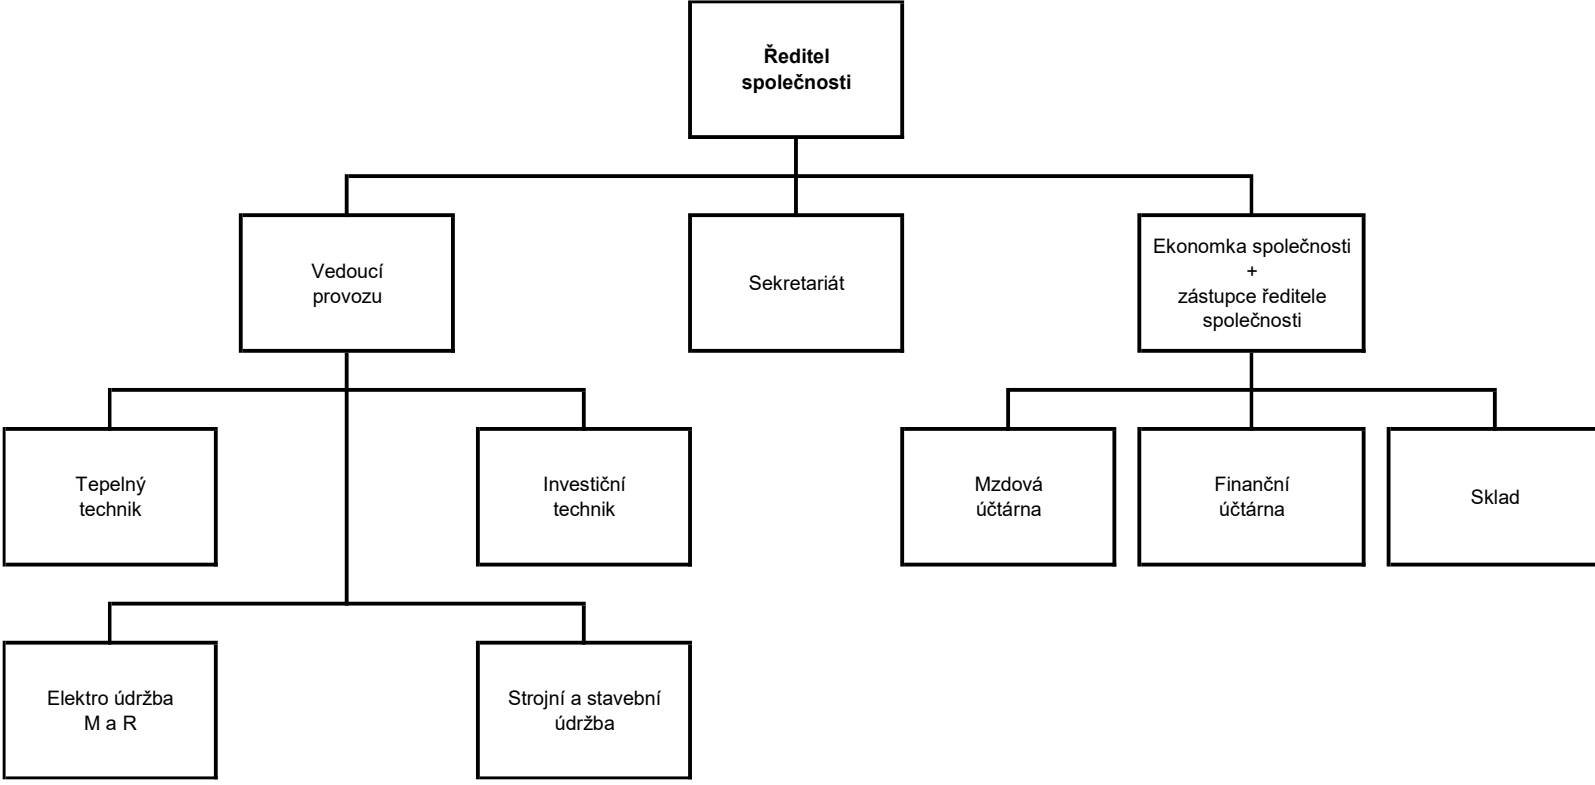 Ředitel
společnosti
Vedoucí
provozu
Sekretariát
Ekonomka společnosti
+
zástupce ředitele
společnosti
Tepelný
technik
Investiční
technik
Mzdová
účtárna
Finanční
účtárna
Sklad
Elektro údržba
M a R
Strojní a stavební
údržba